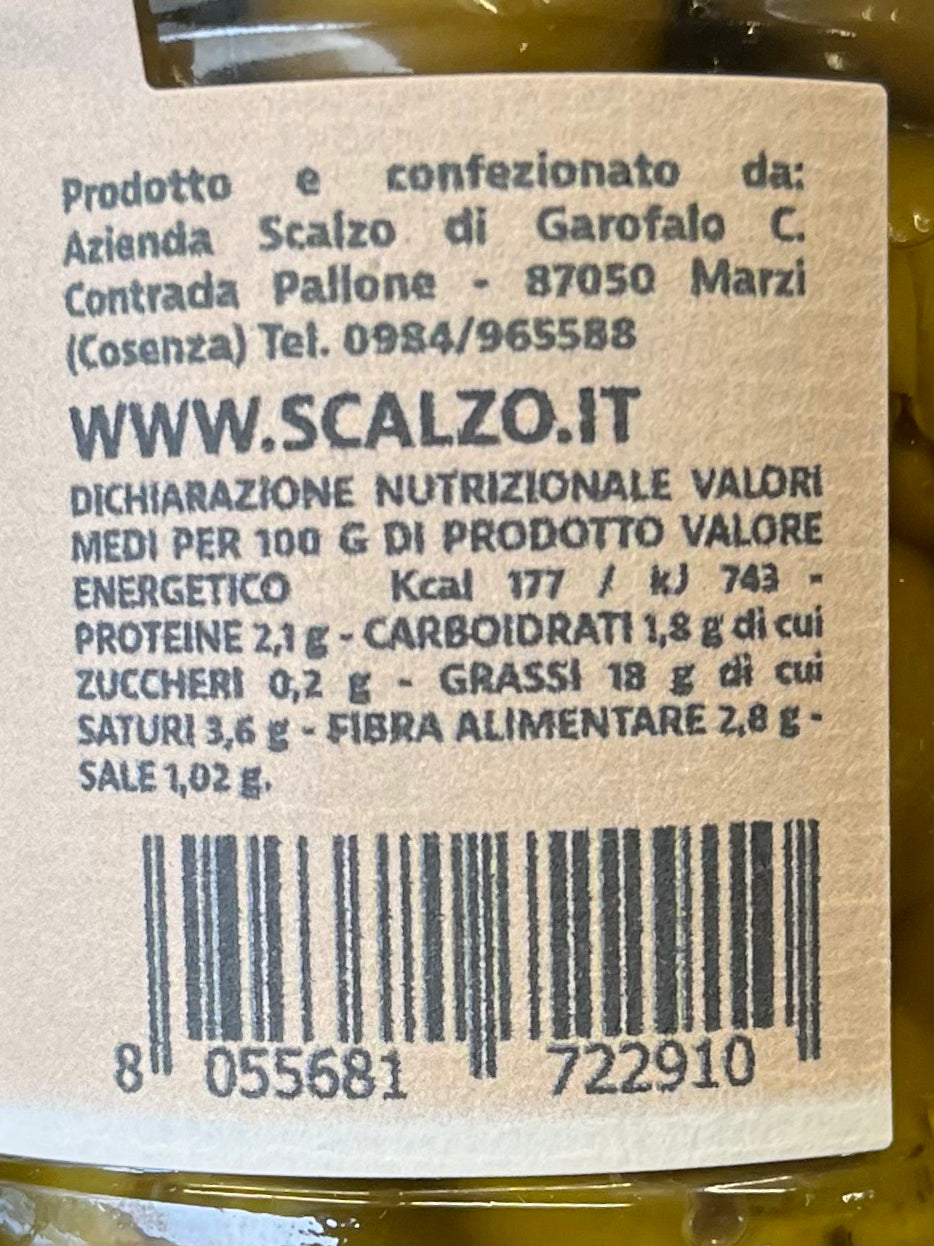 Prodotto e confezionato da:
Azienda Scalzo di Garofalo C.
Contrada Pallone - 87050 Marzi
(Cosenza) Tel. 0984/965588
WWW.SCALZO.IT
DICHIARAZIONE NUTRIZIONALE VALORI
MEDI PER 100 G DI PRODOTTO VALORE
ENERGETICO Kcal 177 / kJ 743 -
PROTEINE 2,1 g - CARBOIDRATI 1,8 g di cui
ZUCCHERI 0,2 g - GRASSI 18 g di cui
SATURI 3,6 g - FIBRA ALIMENTARE 2,8 g -
SALE 1,02 g.
8 055681 722910